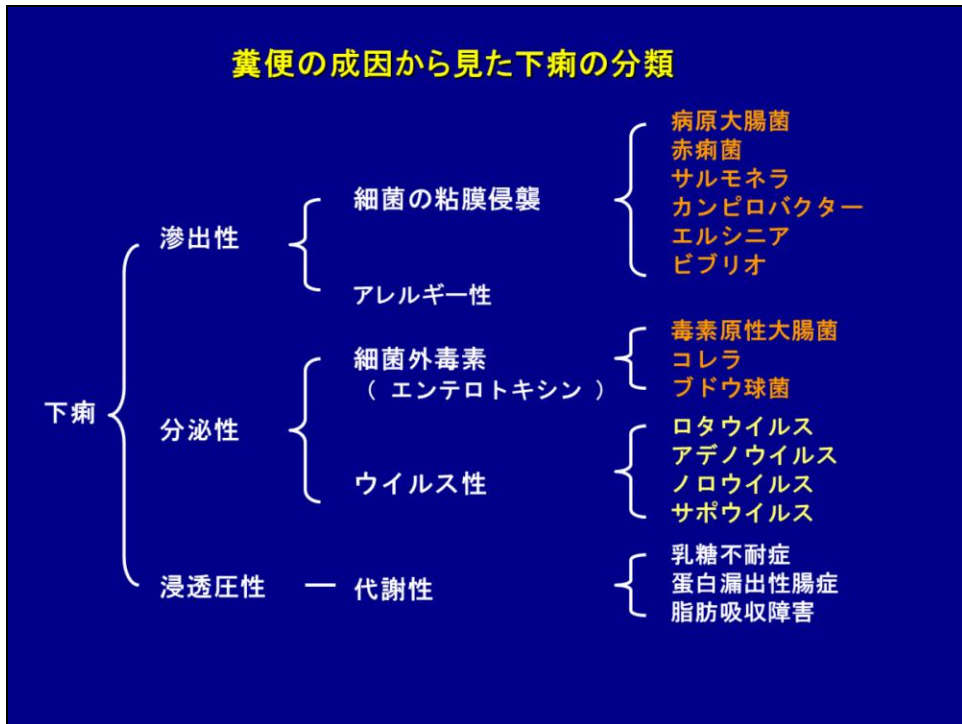 糞便の成因から見た下痢の分類
下痢
滲出性
細菌の粘膜侵襲
病原大腸菌
赤痢菌
サルモネラ
カンピロバクター
エルシニア
ビブリオ
アレルギー性
分泌性
細菌外毒素
( エンテロトキシン )
毒素原性大腸菌
コレラ
ブドウ球菌
ウイルス性
ロタウイルス
アデノウイルス
ノロウイルス
サポウイルス
浸透圧性
代謝性
乳糖不耐症
蛋白漏出性腸症
脂肪吸収障害